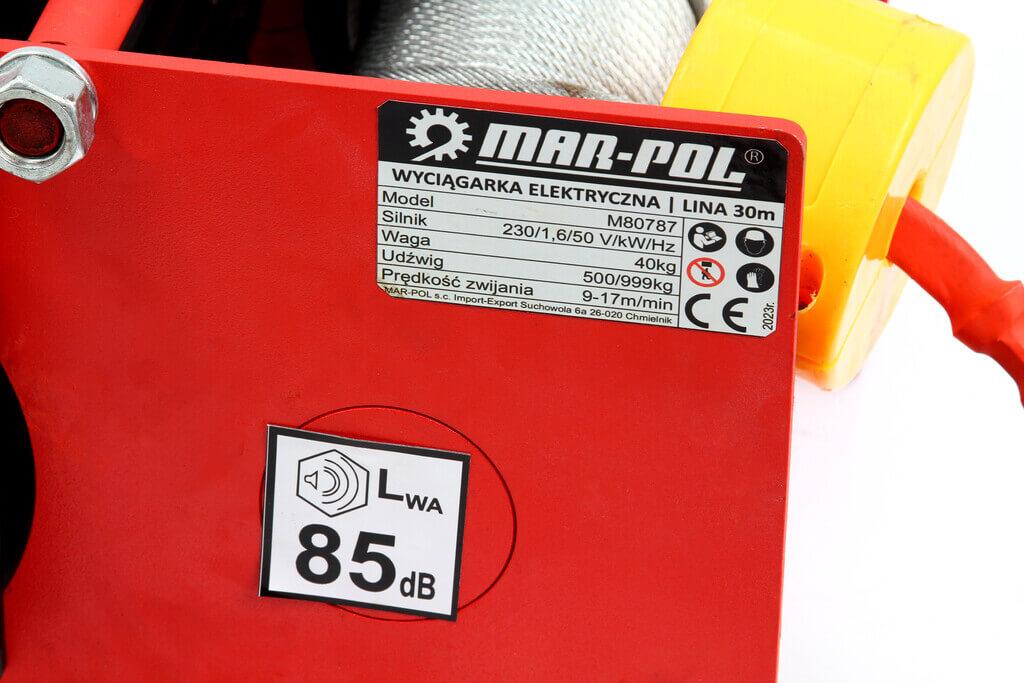 MAR-POL®
WYCIĄGARKA ELEKTRYCZNA | LINA 30m
Model M80787
Silnik 230/1,6/50 V/kW/Hz
Waga 40kg
Udźwig 500/999kg
Prędkość zwijania 9-17m/min
MAR-POL s.c. Import-Export Suchowola 6a 26-020 Chmielnik
CE
2023r.
LWA
85dB